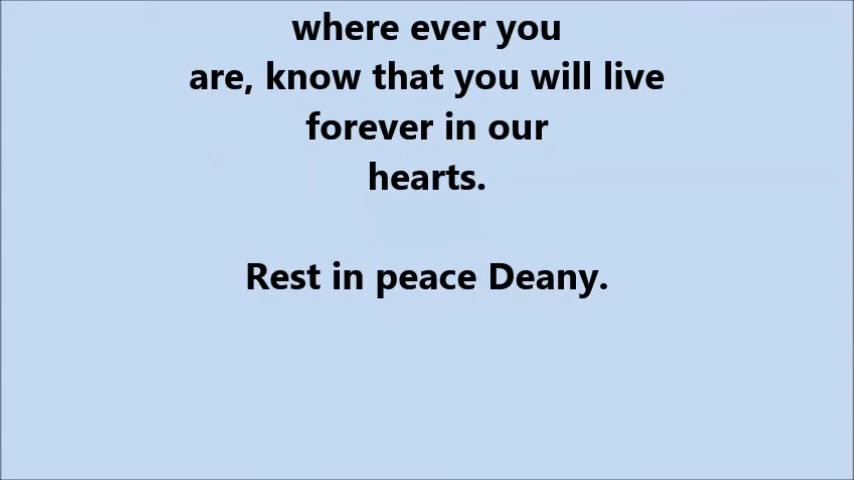 where ever you
are, know that you will live
forever in our
hearts.
Rest in peace Deany.